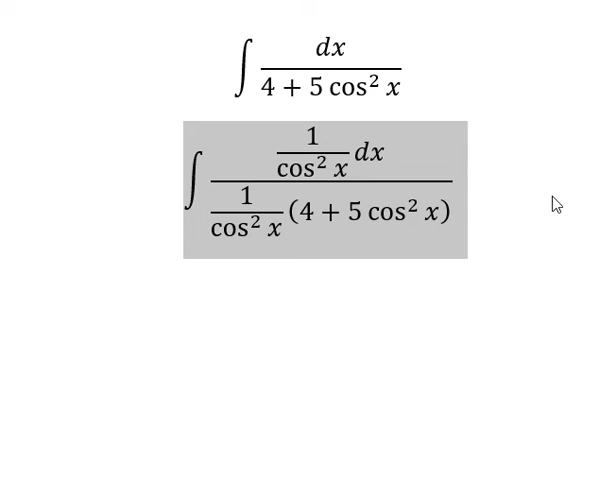 ∫ dx / (4 + 5 cos² x)
∫ (1/cos² x) dx / ((1/cos² x)(4 + 5 cos² x))